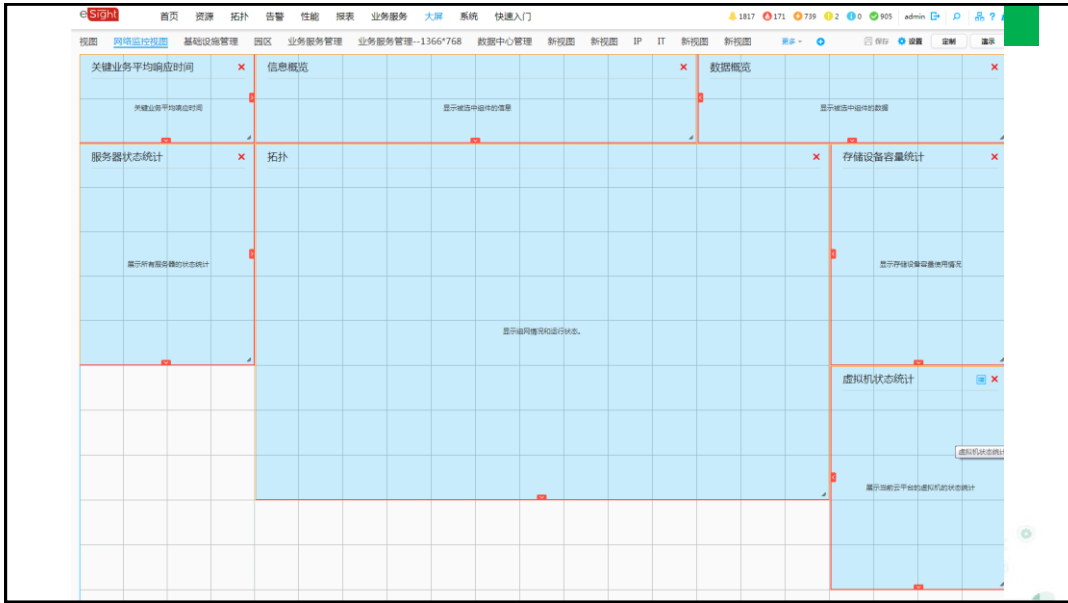 eSight 首页 资源 拓扑 告警 性能 报表 业务服务 大屏 系统 快速入门 1817 171 739 2 0 905 admin ?
视图 网塔监控视图 基础设施管理 园区 业务服务管理 业务服务管理--1366*768 数据中心管理 新视图 新视图 IP IT 新视图 新视图 更多 保存 设置 定制 演示
关键业务平均响应时间 信息概览 数据概览
关键业务平均响应时间 显示被选中组件的信息 显示被选中组件的数据
服务器状态统计 拓扑 存储设备容量统计
展示所有服务器的状态统计 显示存储设备容量使用情况
显示组网情况和运行状态。
虚拟机状态统计
虚拟机状态统计
展示当前云平台的虚拟机的状态统计